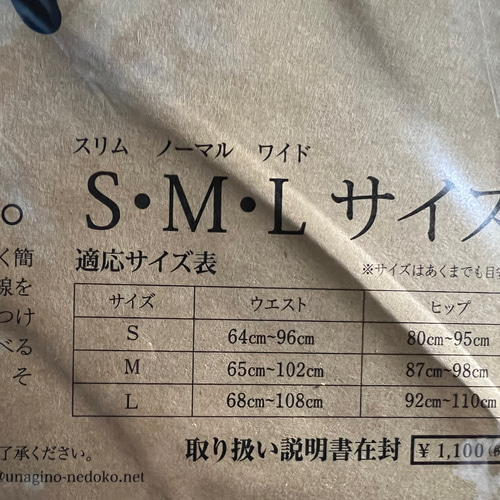 スリム ノーマル ワイド
S・M・L サイズ
適応サイズ表
※サイズはあくまでも目安
サイズ ウエスト ヒップ
S 64cm~96cm 80cm~95cm
M 65cm~102cm 87cm~98cm
L 68cm~108cm 92cm~110cm
。
く簡
線を
つけ
べる
そ
了承ください。
取り扱い説明書在封 ¥1,100
@unagino-nedoko.net